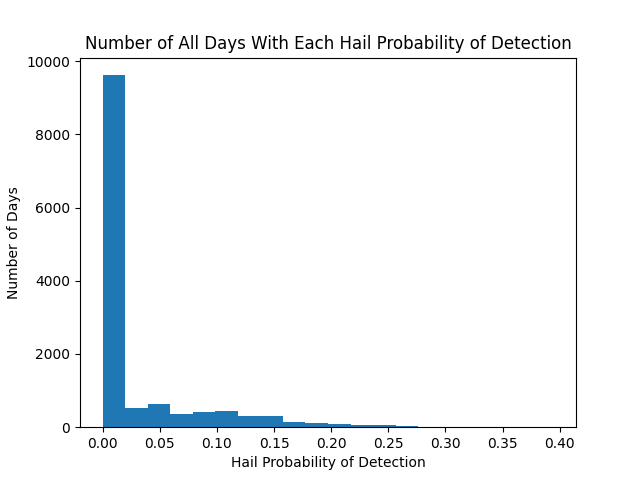 Number of All Days With Each Hail Probability of Detection
10000
8000
6000
4000
2000
0
Number of Days
0.00 0.05 0.10 0.15 0.20 0.25 0.30 0.35 0.40
Hail Probability of Detection